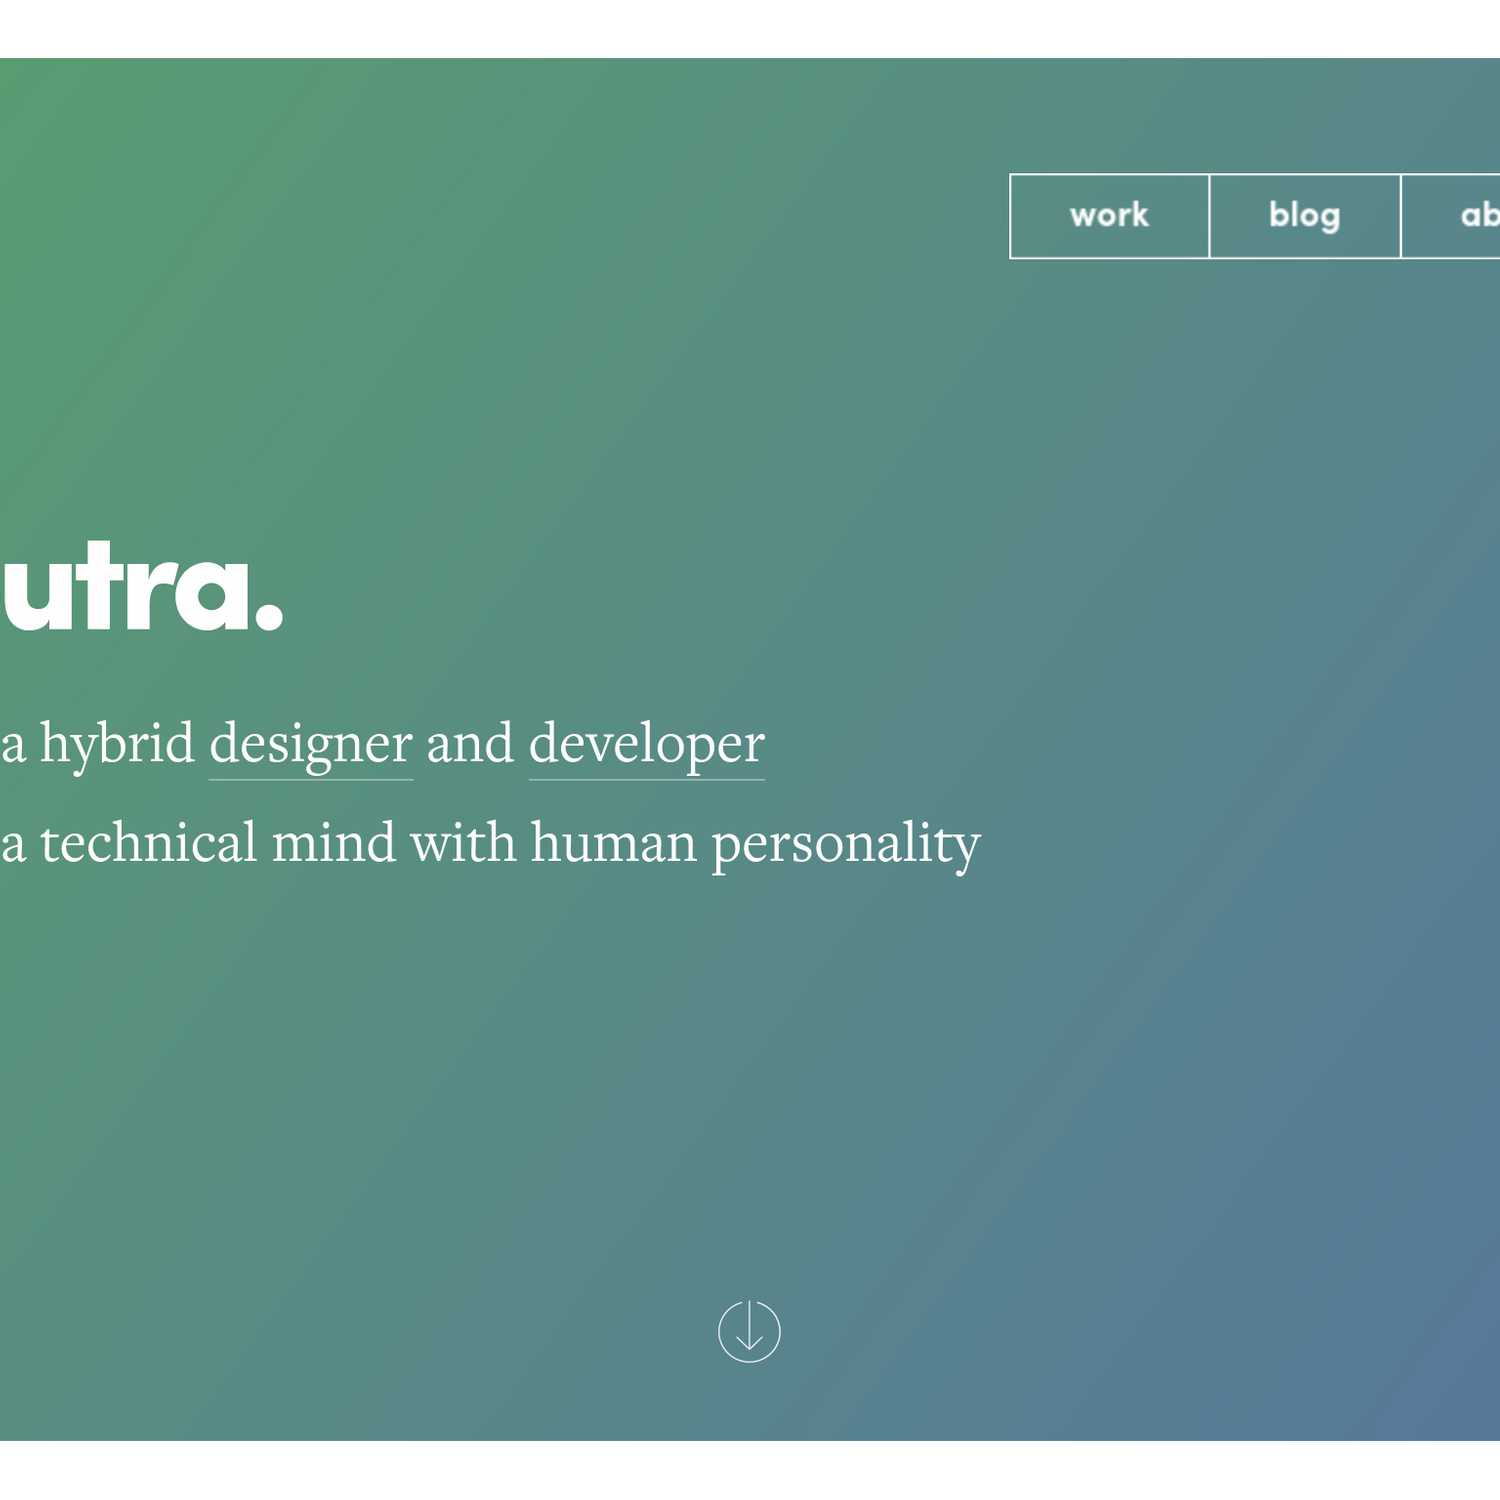 work blog ab
utra.
a hybrid designer and developer
a technical mind with human personality